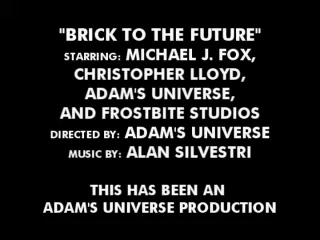 "BRICK TO THE FUTURE"
STARRING: MICHAEL J. FOX,
CHRISTOPHER LLOYD,
ADAM'S UNIVERSE,
AND FROSTBITE STUDIOS
DIRECTED BY: ADAM'S UNIVERSE
MUSIC BY: ALAN SILVESTRI
THIS HAS BEEN AN
ADAM'S UNIVERSE PRODUCTION